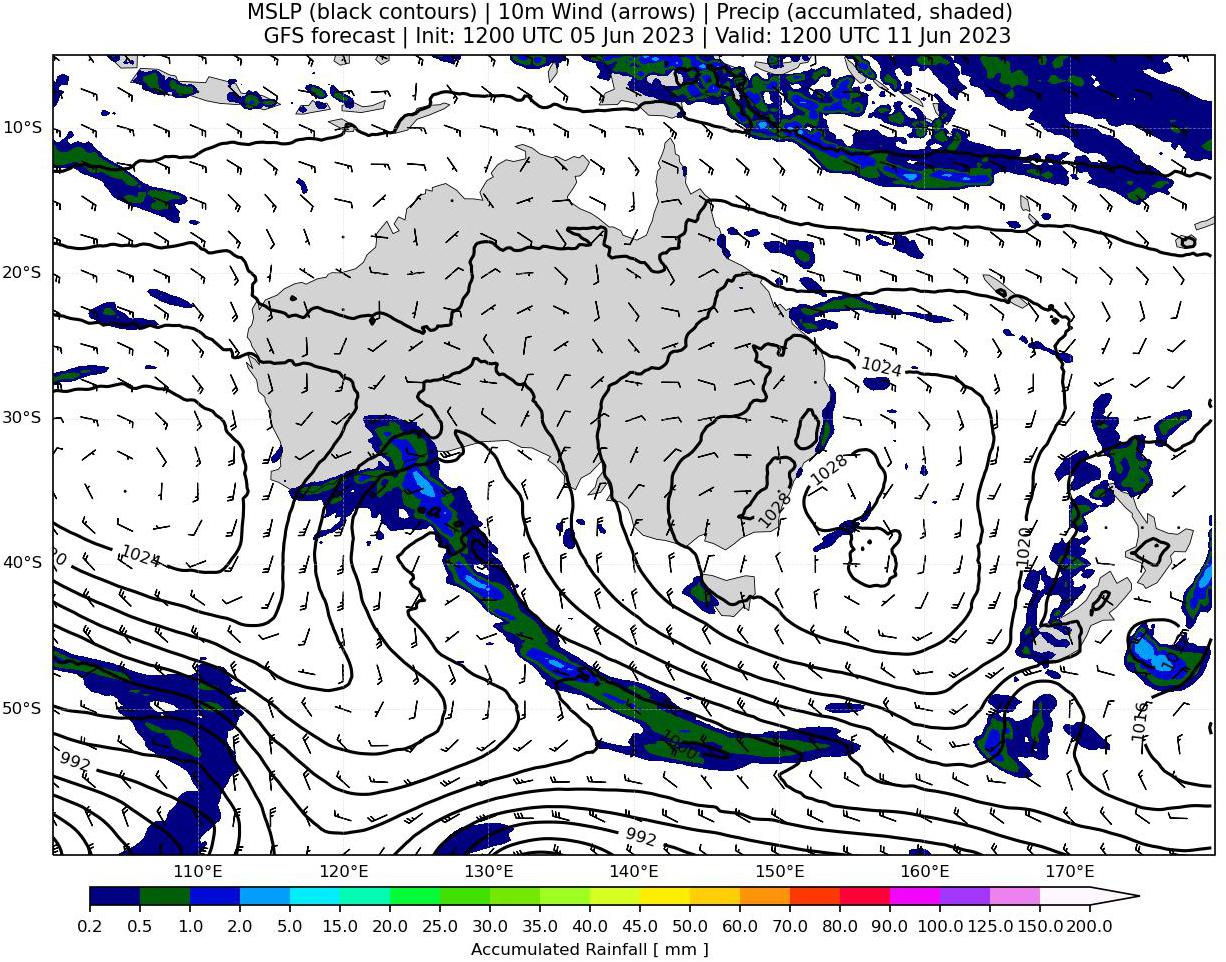 MSLP (black contours) | 10m Wind (arrows) | Precip (accumlated, shaded)
GFS forecast | Init: 1200 UTC 05 Jun 2023 | Valid: 1200 UTC 11 Jun 2023
10°S
20°S
1024
30°S
1028
1028
1024
1020
40°S
50°S
1016
1000
992
992
110°E 120°E 130°E 140°E 150°E 160°E 170°E
0.2 0.5 1.0 2.0 5.0 10.0 15.0 20.0 25.0 30.0 35.0 40.0 45.0 50.0 60.0 70.0 80.0 90.0 100.0 125.0 150.0 200.0
Accumulated Rainfall [ mm ]